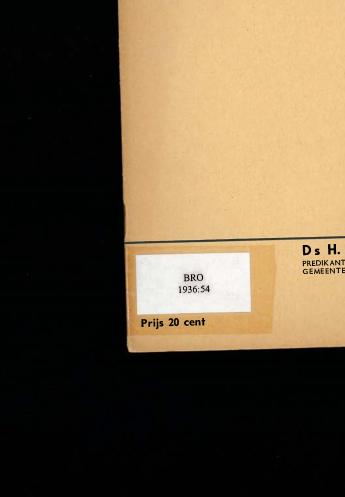 Ds H.
PREDIKANT
GEMEENTE
BRO
1936:54
Prijs 20 cent